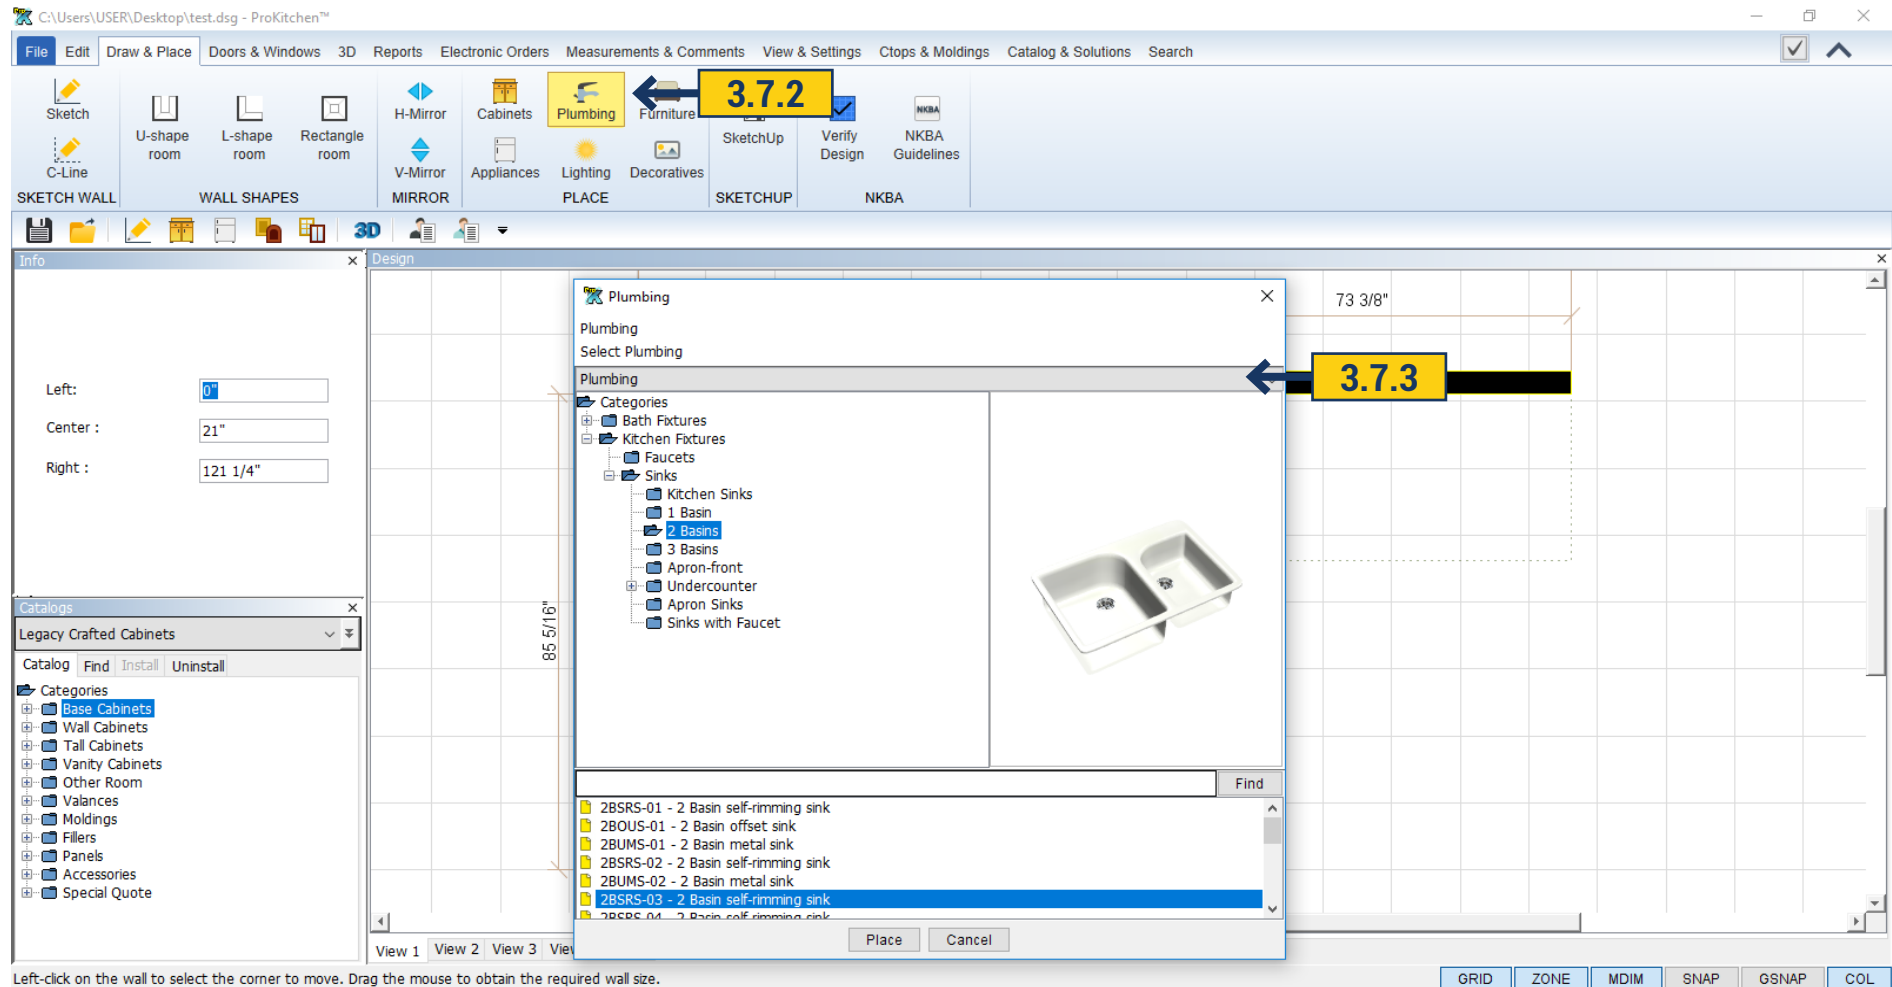 C:\Users\USER\Desktop\test.dsg - ProKitchen™
File Edit Draw & Place Doors & Windows 3D Reports Electronic Orders Measurements & Comments View & Settings Ctops & Moldings Catalog & Solutions Search
Sketch
C-Line
SKETCH WALL
U-shape room
L-shape room
Rectangle room
WALL SHAPES
H-Mirror
V-Mirror
MIRROR
Cabinets
Plumbing
Furniture
3.7.2
Appliances
Lighting
Decoratives
PLACE
SketchUp
SKETCHUP
Verify Design
NKBA
NKBA Guidelines
NKBA
3D
Info
Left:
0"
Center :
21"
Right :
121 1/4"
Catalogs
Legacy Crafted Cabinets
Catalog Find Install Uninstall
Categories
Base Cabinets
Wall Cabinets
Tall Cabinets
Vanity Cabinets
Other Room
Valances
Moldings
Fillers
Panels
Accessories
Special Quote
Design
73 3/8"
85 5/16"
Plumbing
Plumbing
Select Plumbing
Plumbing
3.7.3
Categories
Bath Fixtures
Kitchen Fixtures
Faucets
Sinks
Kitchen Sinks
1 Basin
2 Basins
3 Basins
Apron-front
Undercounter
Apron Sinks
Sinks with Faucet
Find
2BSRS-01 - 2 Basin self-rimming sink
2BOUS-01 - 2 Basin offset sink
2BUMS-01 - 2 Basin metal sink
2BSRS-02 - 2 Basin self-rimming sink
2BUMS-02 - 2 Basin metal sink
2BSRS-03 - 2 Basin self-rimming sink
2BSRS-04 - 2 Basin self-rimming sink
Place Cancel
View 1 View 2 View 3
Left-click on the wall to select the corner to move. Drag the mouse to obtain the required wall size.
GRID ZONE MDIM SNAP GSNAP COL